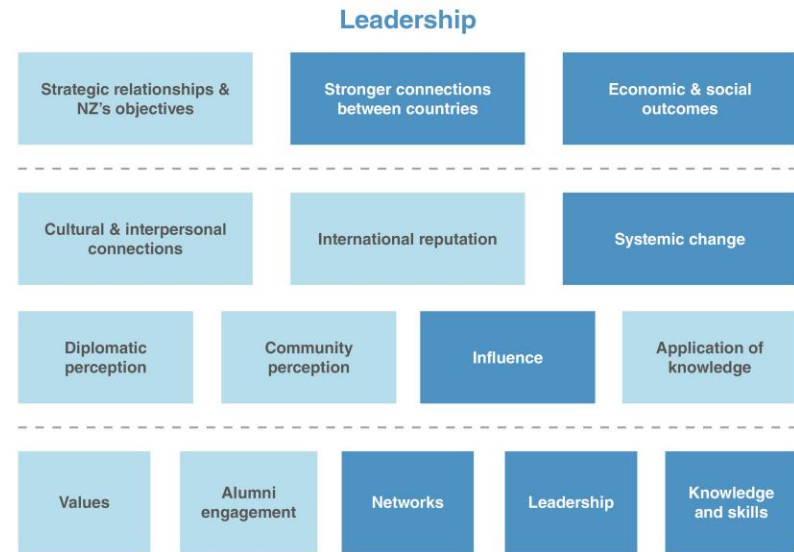 Leadership
Strategic relationships &
NZ's objectives
Stronger connections
between countries
Economic & social
outcomes
Cultural & interpersonal
connections
International reputation
Systemic change
Diplomatic
perception
Community
perception
Influence
Application of
knowledge
Values
Alumni
engagement
Networks
Leadership
Knowledge
and skills